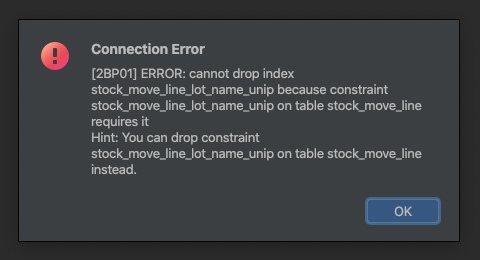 Connection Error
[2BP01] ERROR: cannot drop index
stock_move_line_lot_name_unip because constraint
stock_move_line_lot_name_unip on table stock_move_line
requires it
Hint: You can drop constraint
stock_move_line_lot_name_unip on table stock_move_line
instead.
OK